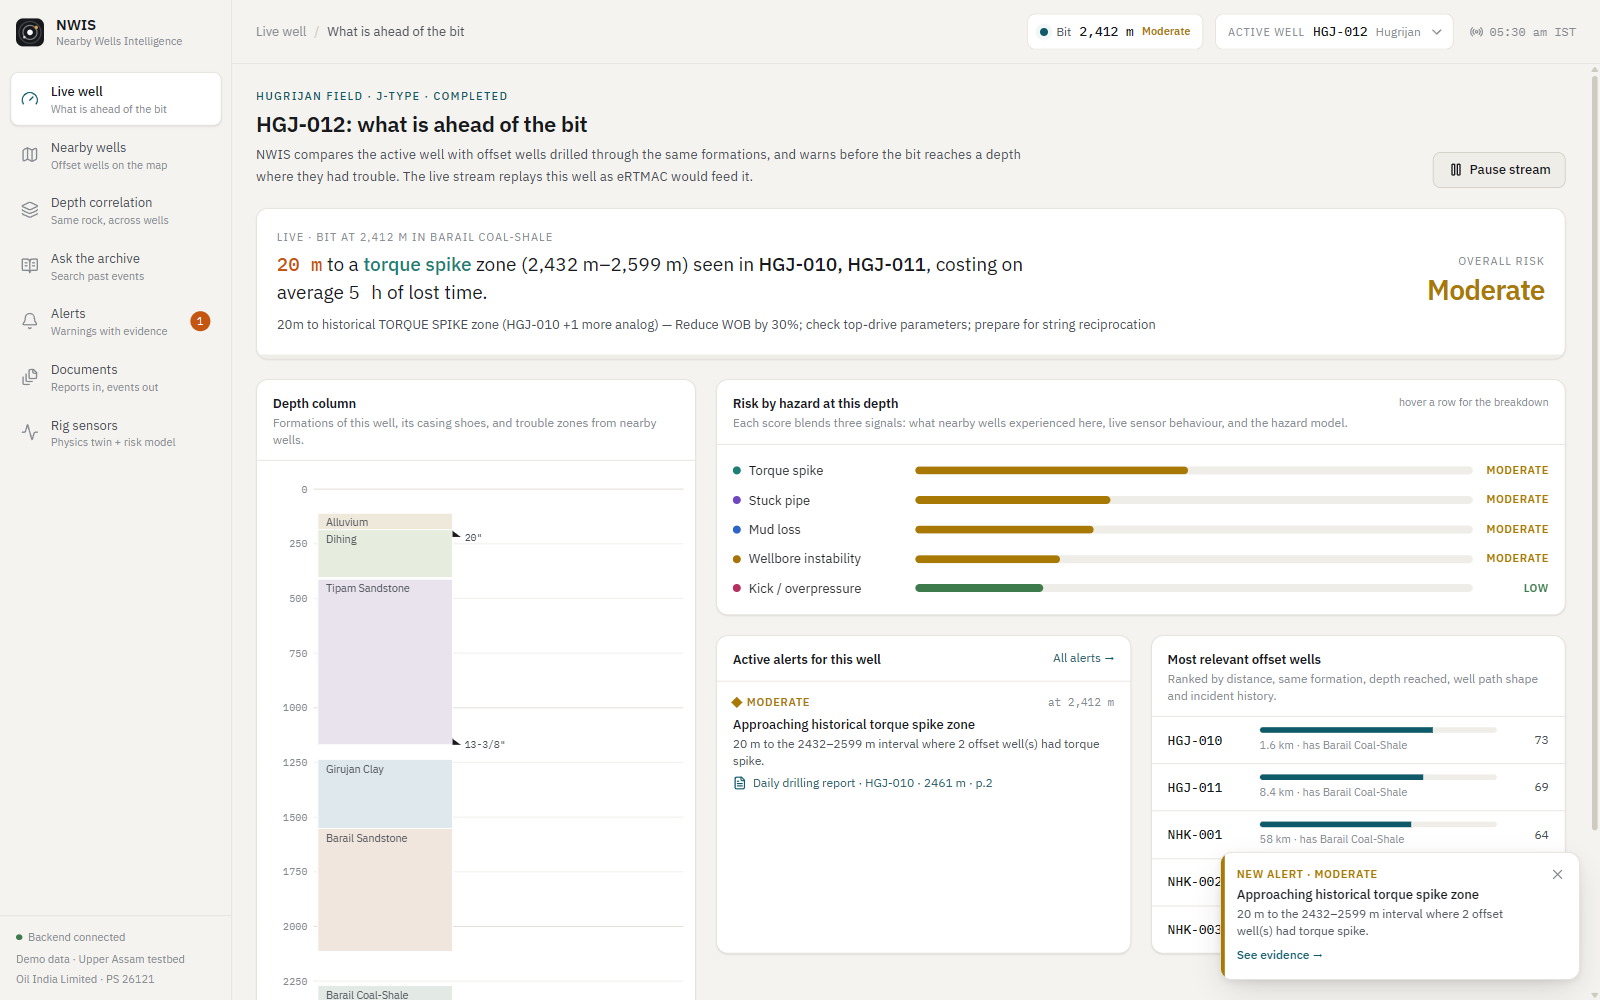 NWIS
Nearby Wells Intelligence
Live well
What is ahead of the bit
Nearby wells
Offset wells on the map
Depth correlation
Same rock, across wells
Ask the archive
Search past events
Alerts
Warnings with evidence
1
Documents
Reports in, events out
Rig sensors
Physics twin + risk model
Backend connected
Demo data · Upper Assam testbed
Oil India Limited · PS 26121
Live well / What is ahead of the bit
Bit 2,412 m Moderate
ACTIVE WELL HGJ-012 Hugrijan
05:30 am IST
HUGRIJAN FIELD · J-TYPE · COMPLETED
HGJ-012: what is ahead of the bit
NWIS compares the active well with offset wells drilled through the same formations, and warns before the bit reaches a depth
where they had trouble. The live stream replays this well as eRTMAC would feed it.
Pause stream
LIVE · BIT AT 2,412 M IN BARAIL COAL-SHALE
20 m to a torque spike zone (2,432 m–2,599 m) seen in HGJ-010, HGJ-011, costing on
average 5 h of lost time.
20m to historical TORQUE SPIKE zone (HGJ-010 +1 more analog) — Reduce WOB by 30%; check top-drive parameters; prepare for string reciprocation
OVERALL RISK
Moderate
Depth column
Formations of this well, its casing shoes, and trouble zones from nearby
wells.
0
Alluvium
Dihing
20"
250
Tipam Sandstone
500
750
1000
13-3/8"
1250
Girujan Clay
1500
Barail Sandstone
1750
2000
2250
Barail Coal-Shale
Risk by hazard at this depth
hover a row for the breakdown
Each score blends three signals: what nearby wells experienced here, live sensor behaviour, and the hazard model.
Torque spike MODERATE
Stuck pipe MODERATE
Mud loss MODERATE
Wellbore instability MODERATE
Kick / overpressure LOW
Active alerts for this well
All alerts →
MODERATE at 2,412 m
Approaching historical torque spike zone
20 m to the 2432–2599 m interval where 2 offset well(s) had torque
spike.
Daily drilling report · HGJ-010 · 2461 m · p.2
Most relevant offset wells
Ranked by distance, same formation, depth reached, well path shape
and incident history.
HGJ-010 73
1.6 km · has Barail Coal-Shale
HGJ-011 69
8.4 km · has Barail Coal-Shale
NHK-001 64
58 km · has Barail Coal-Shale
NHK-002
NHK-003
NEW ALERT · MODERATE
Approaching historical torque spike zone
20 m to the 2432–2599 m interval where 2 offset
well(s) had torque spike.
See evidence →